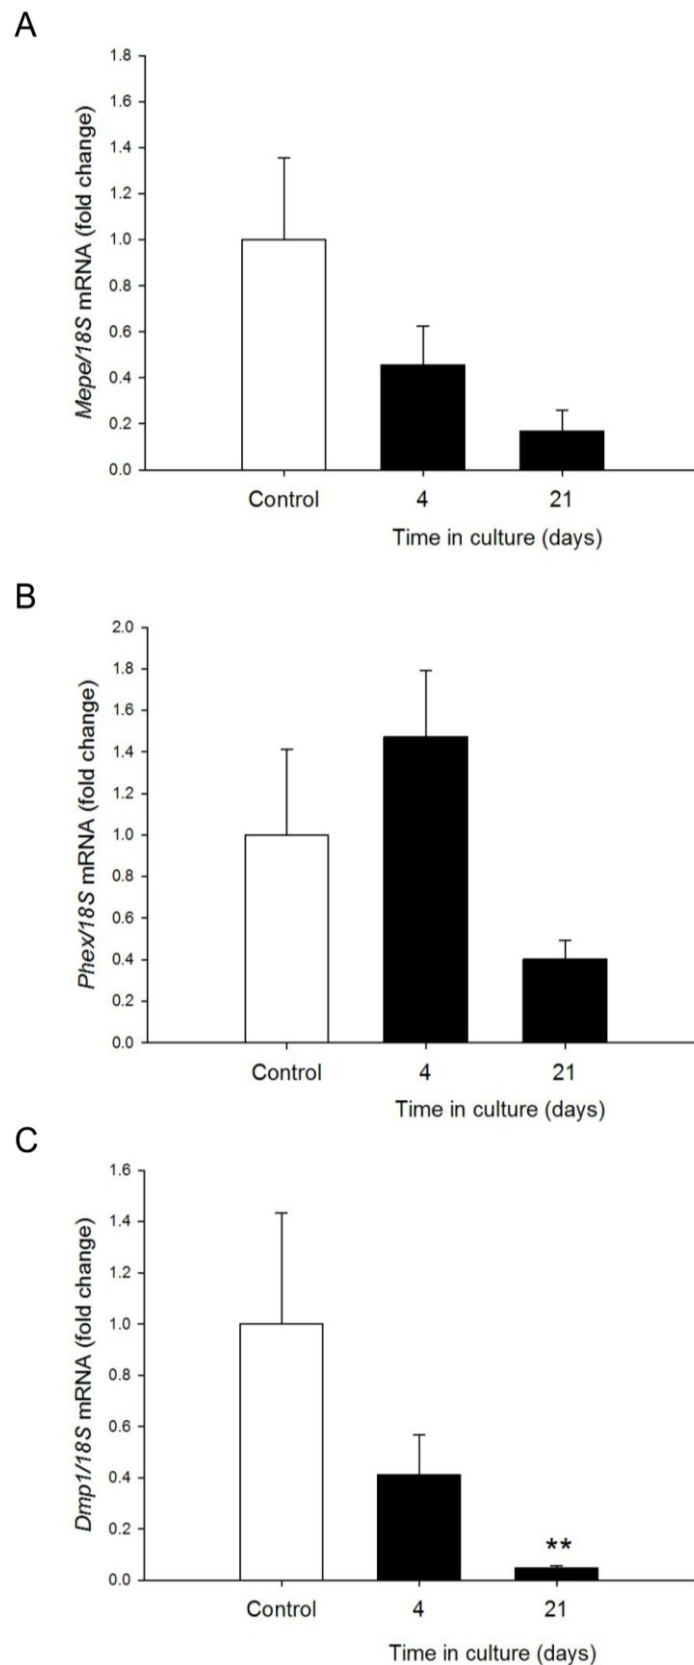 A
Mepe/18S mRNA (fold change)
1.8
1.6
1.4
1.2
1.0
0.8
0.6
0.4
0.2
0.0
Control 4 21
Time in culture (days)
B
Phex/18S mRNA (fold change)
2.0
1.8
1.6
1.4
1.2
1.0
0.8
0.6
0.4
0.2
0.0
Control 4 21
Time in culture (days)
C
Dmp1/18S mRNA (fold change)
1.6
1.4
1.2
1.0
0.8
0.6
0.4
0.2
0.0
**
Control 4 21
Time in culture (days)